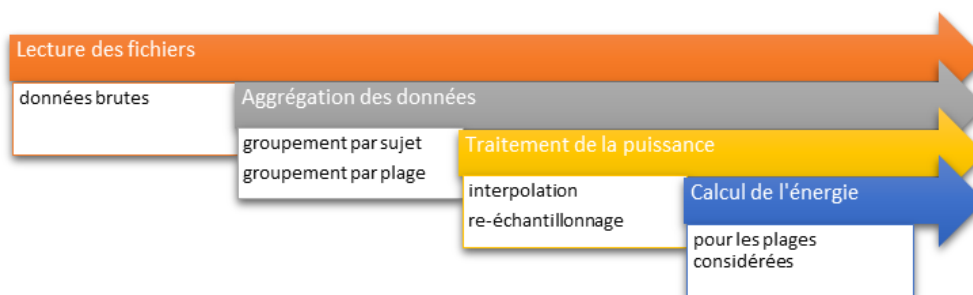 Lecture des fichiers
données brutes
Aggrégation des données
groupement par sujet
groupement par plage
Traitement de la puissance
interpolation
re-échantillonnage
Calcul de l'énergie
pour les plages
considérées